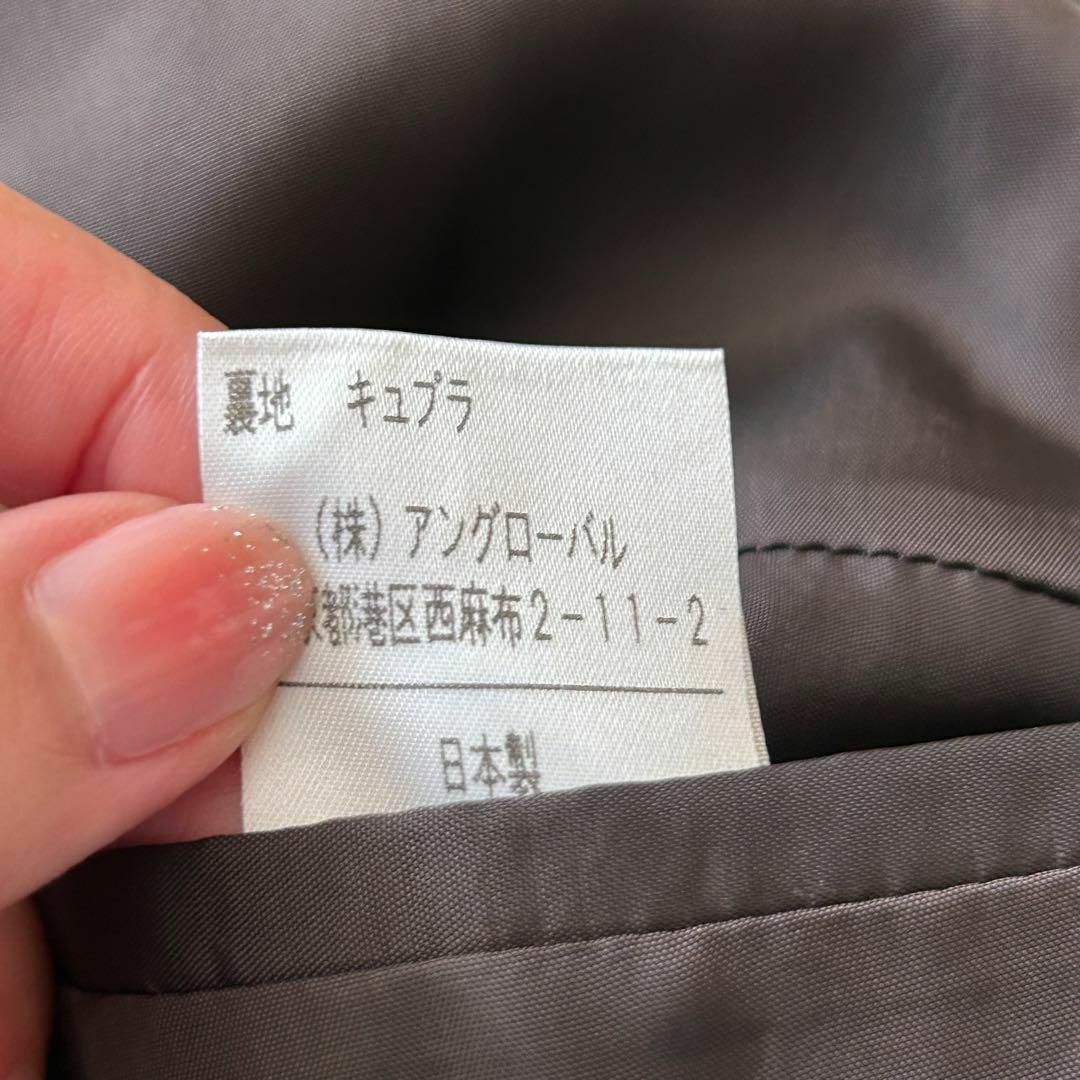 裏地 キュプラ
(株) アングローバル
京都港区西麻布2-11-2
日本製